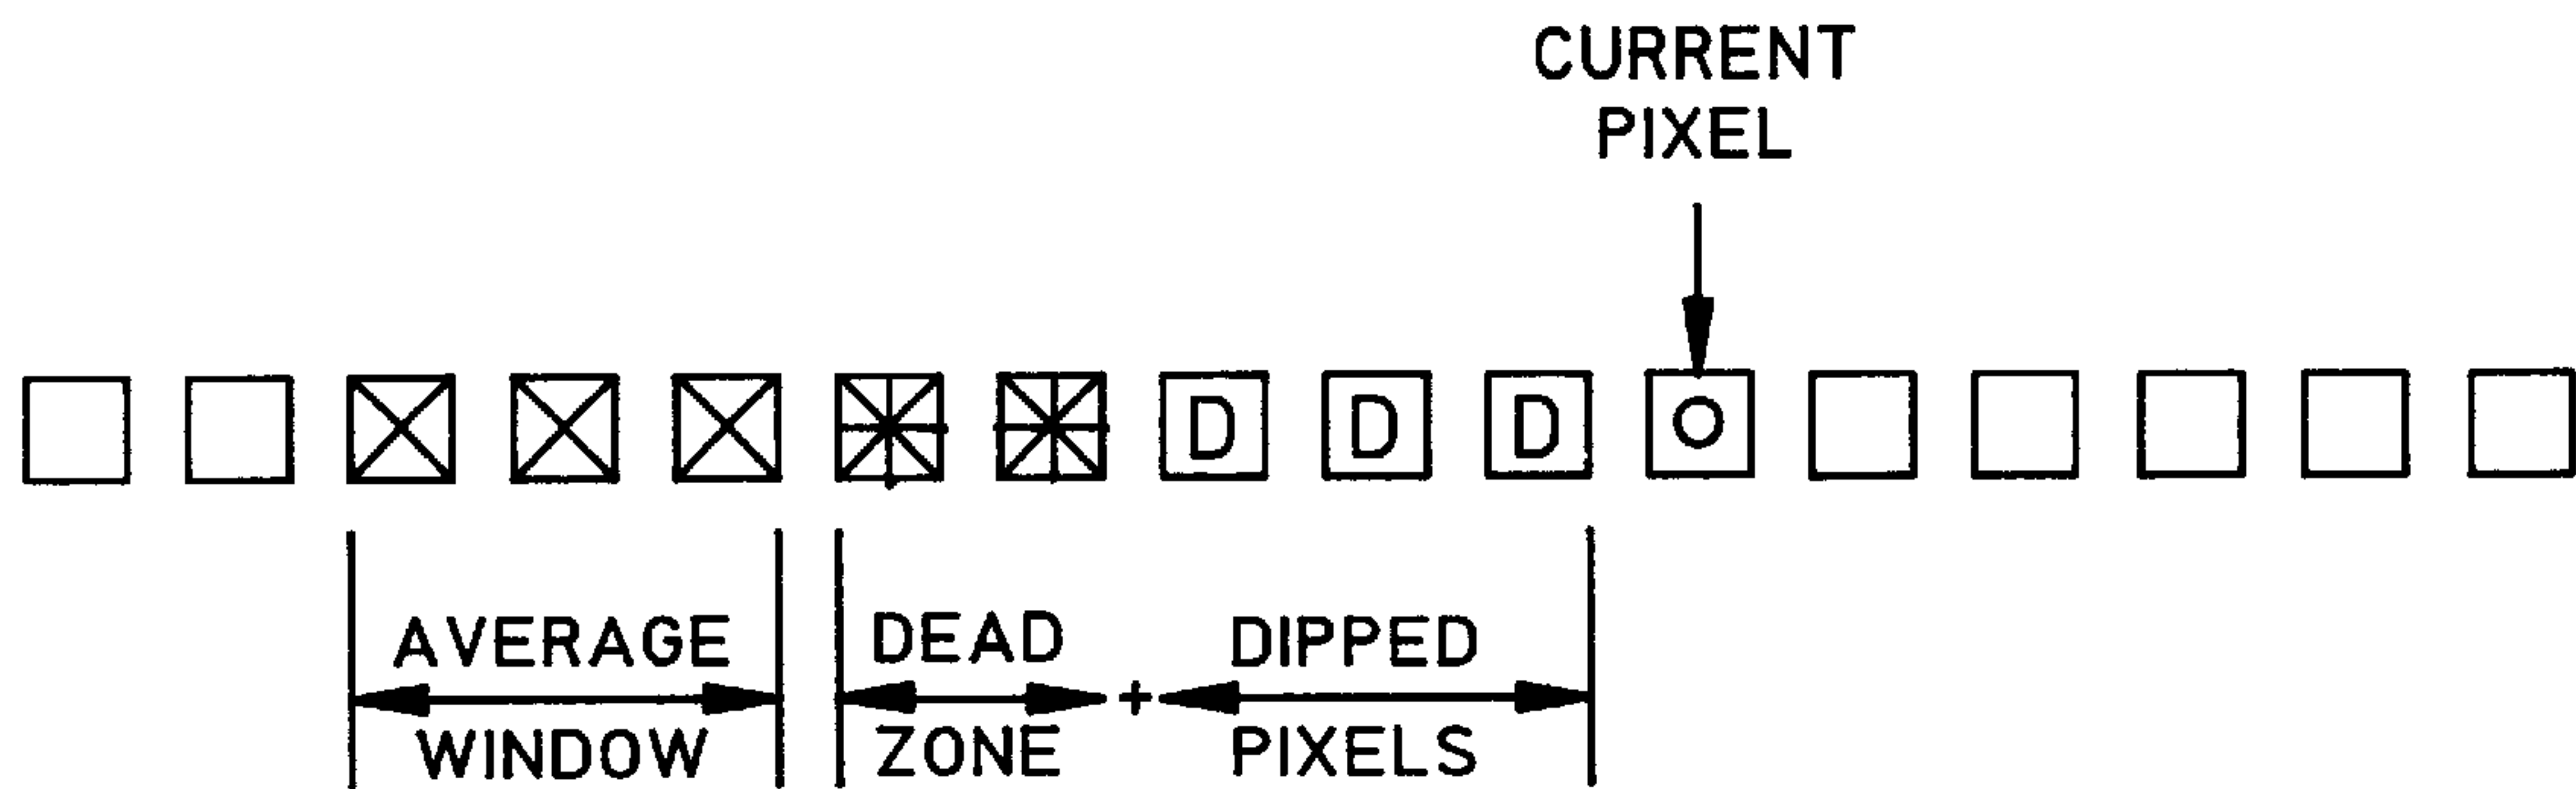 CURRENT
PIXEL
D D D O
AVERAGE
WINDOW
DEAD
ZONE
+
DIPPED
PIXELS